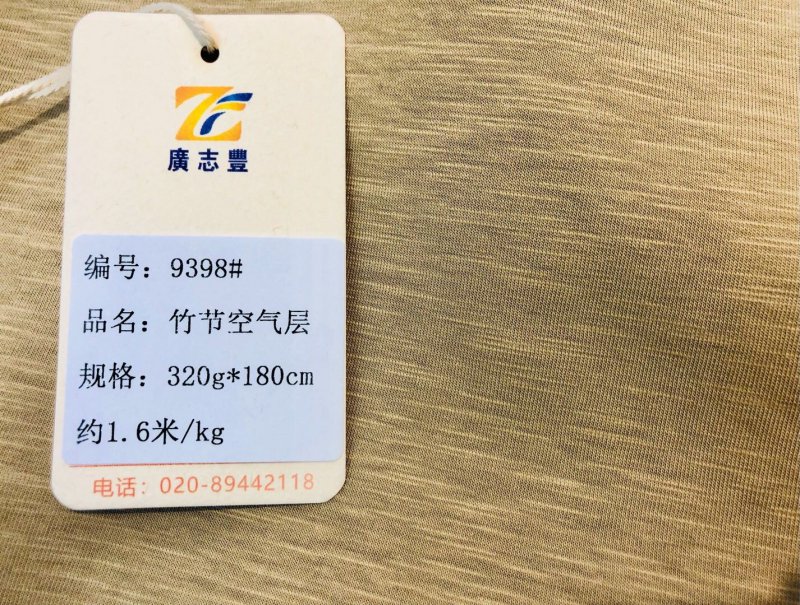 廣志豐
编号：9398#
品名：竹节空气层
规格：320g*180cm
约1.6米/kg
电话：020-89442118